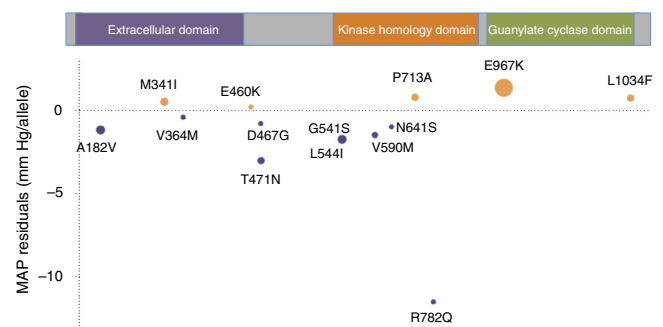 Extracellular domain Kinase homology domain Guanylate cyclase domain
E967K
P713A
L1034F
M341I
E460K
0
V364M
D467G
G541S
N641S
A182V
L544I
V590M
T471N
–5
–10
R782Q
MAP residuals (mm Hg/allele)